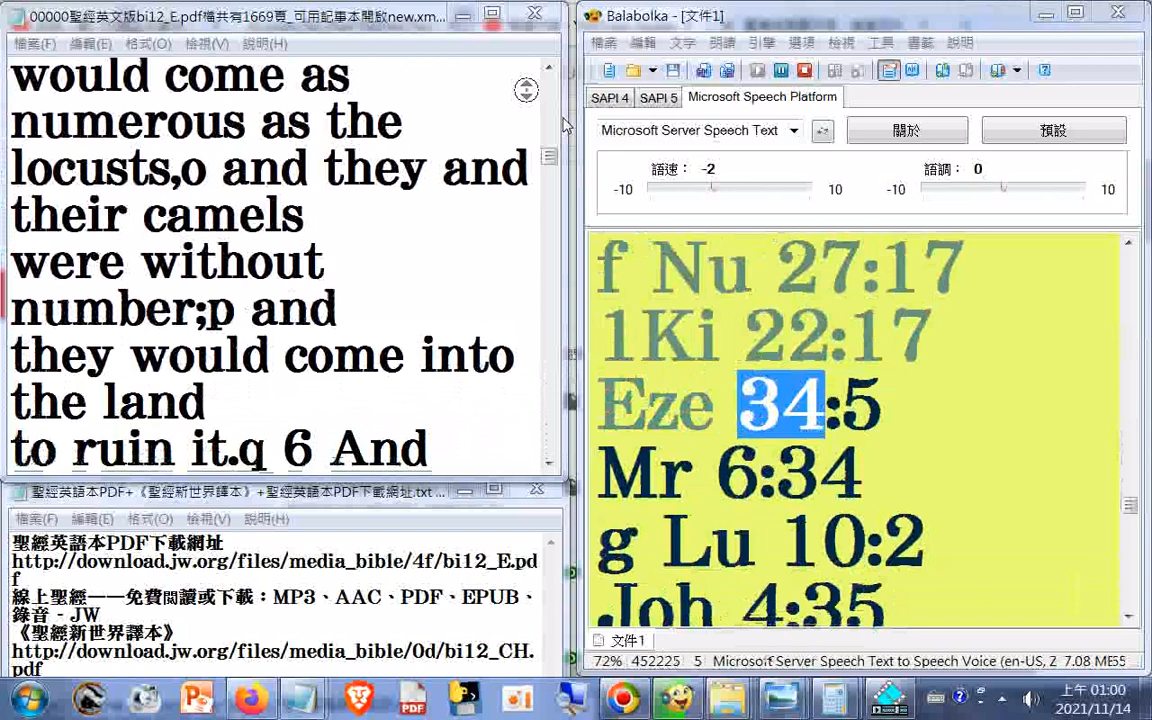 00000聖經英文版bi12_E.pdf檔共有1669頁_可用記事本開啟new.xm...
檔案(F) 編輯(E) 格式(O) 檢視(V) 說明(H)
would come as
numerous as the
locusts,o and they and
their camels
were without
number;p and
they would come into
the land
to ruin it.q 6 And
聖經英語本PDF+《聖經新世界譯本》+聖經英語本PDF下載網址.txt ...
檔案(F) 編輯(E) 格式(O) 檢視(V) 說明(H)
聖經英語本PDF下載網址
http://download.jw.org/files/media_bible/4f/bi12_E.pd
f
線上聖經——免費閱讀或下載：MP3、AAC、PDF、EPUB、
錄音 - JW
《聖經新世界譯本》
http://download.jw.org/files/media_bible/0d/bi12_CH.
pdf
Balabolka - [文件1]
檔案 編輯 文字 朗讀 引擎 選項 檢視 工具 書籤 說明
SAPI 4 SAPI 5 Microsoft Speech Platform
Microsoft Server Speech Text 關於 預設
語速： -2 語調： 0
-10 10 -10 10
f Nu 27:17
1Ki 22:17
Eze 34:5
Mr 6:34
g Lu 10:2
Joh 4:35
文件1
72% 452225 5 Microsoft Server Speech Text to Speech Voice (en-US, Z 7.08 ME55
上午 01:00
2021/11/14